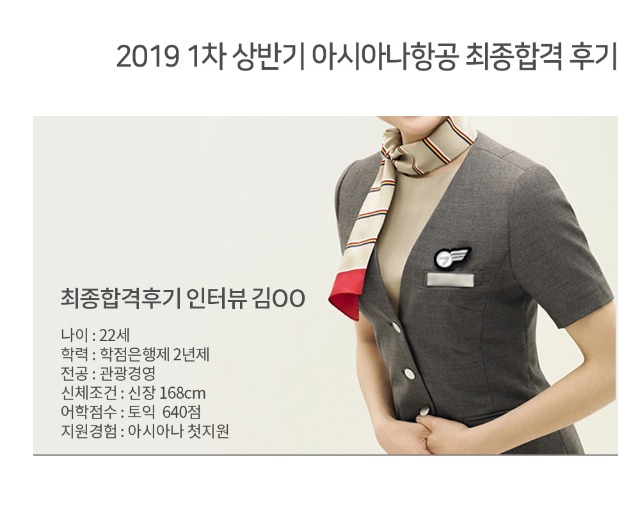 2019 1차 상반기 아시아나항공 최종합격 후기
최종합격후기 인터뷰 김OO
나이 : 22세
학력 : 학점은행제 2년제
전공 : 관광경영
신체조건 : 신장 168cm
어학점수 : 토익 640점
지원경험 : 아시아나 첫지원